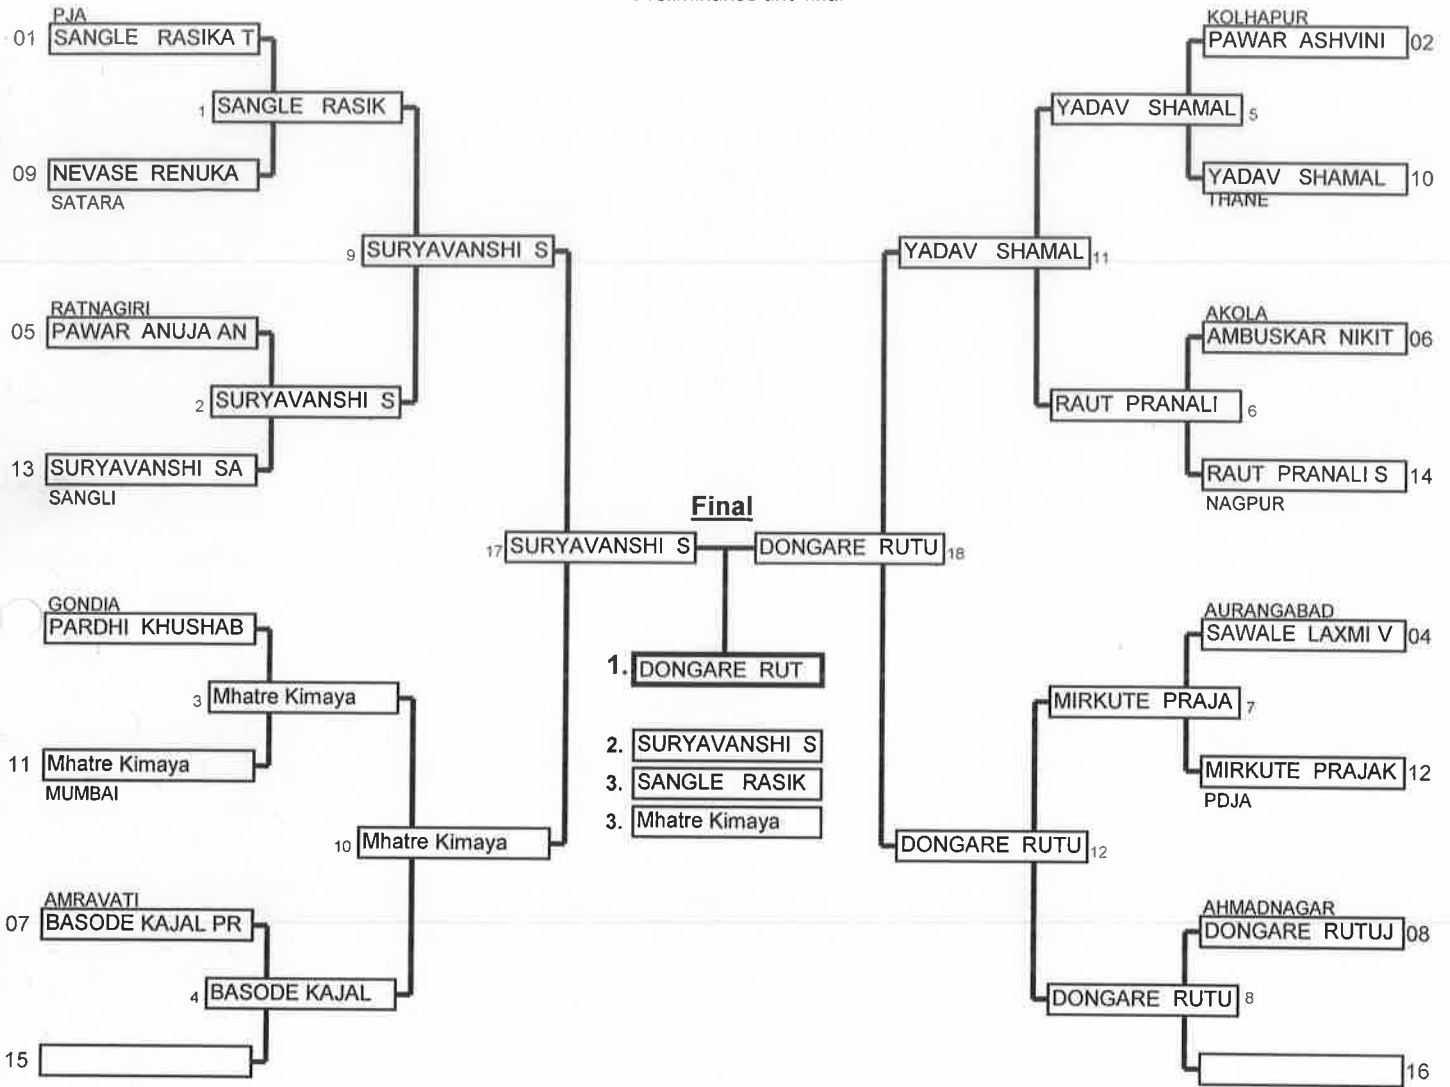 PJA
01 SANGLE RASIKA T
1 SANGLE RASIK
09 NEVASE RENUKA
SATARA
9 SURYAVANSHI S
RATNAGIRI
05 PAWAR ANUJA AN
2 SURYAVANSHI S
13 SURYAVANSHI SA
SANGLI
17 SURYAVANSHI S
GONDIA
PARDHI KHUSHAB
3 Mhatre Kimaya
11 Mhatre Kimaya
MUMBAI
10 Mhatre Kimaya
AMRAVATI
07 BASODE KAJAL PR
4 BASODE KAJAL
15
Final
1. DONGARE RUT
2. SURYAVANSHI S
3. SANGLE RASIK
3. Mhatre Kimaya
KOLHAPUR
PAWAR ASHVINI 02
YADAV SHAMAL 5
YADAV SHAMAL 10
THANE
YADAV SHAMAL 11
AKOLA
AMBUSKAR NIKIT 06
RAUT PRANALI 6
RAUT PRANALI S 14
NAGPUR
DONGARE RUTU 18
AURANGABAD
SAWALE LAXMI V 04
MIRKUTE PRAJA 7
MIRKUTE PRAJAK 12
PDJA
DONGARE RUTU 12
AHMADNAGAR
DONGARE RUTUJ 08
DONGARE RUTU 8
16